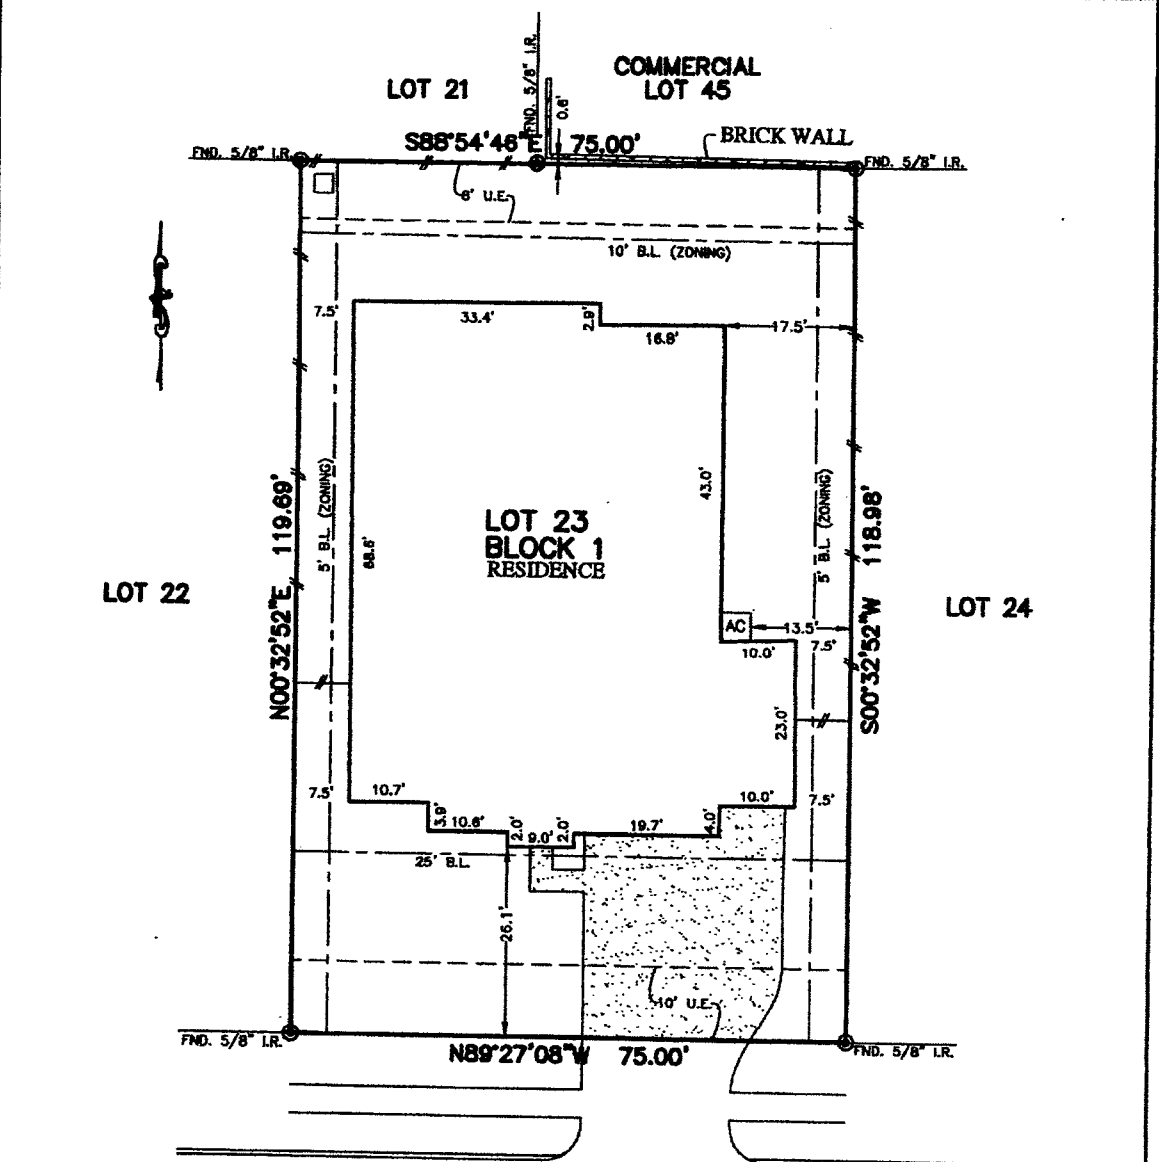 LOT 21
FND. 5/8" I.R.
COMMERCIAL
LOT 45
0.6'
S88°54'46"E 75.00'
BRICK WALL
FND. 5/8" I.R.
FND. 5/8" I.R.
U.E.
10' B.L. (ZONING)
7.5'
33.4'
2.9'
16.8'
17.5'
N00°32'52"E 119.69'
5' B.L. (ZONING)
43.0'
5' B.L. (ZONING)
S00°32'52"W 118.98'
LOT 23
BLOCK 1
RESIDENCE
LOT 22
LOT 24
AC
13.5'
10.0'
7.5'
23.0'
7.5'
10.7'
3.9'
10.6'
2.0'
9.0'
2.0'
19.7'
4.0'
10.0'
7.5'
25' B.L.
26.1'
10' U.E.
FND. 5/8" I.R.
N89°27'08"W 75.00'
FND. 5/8" I.R.